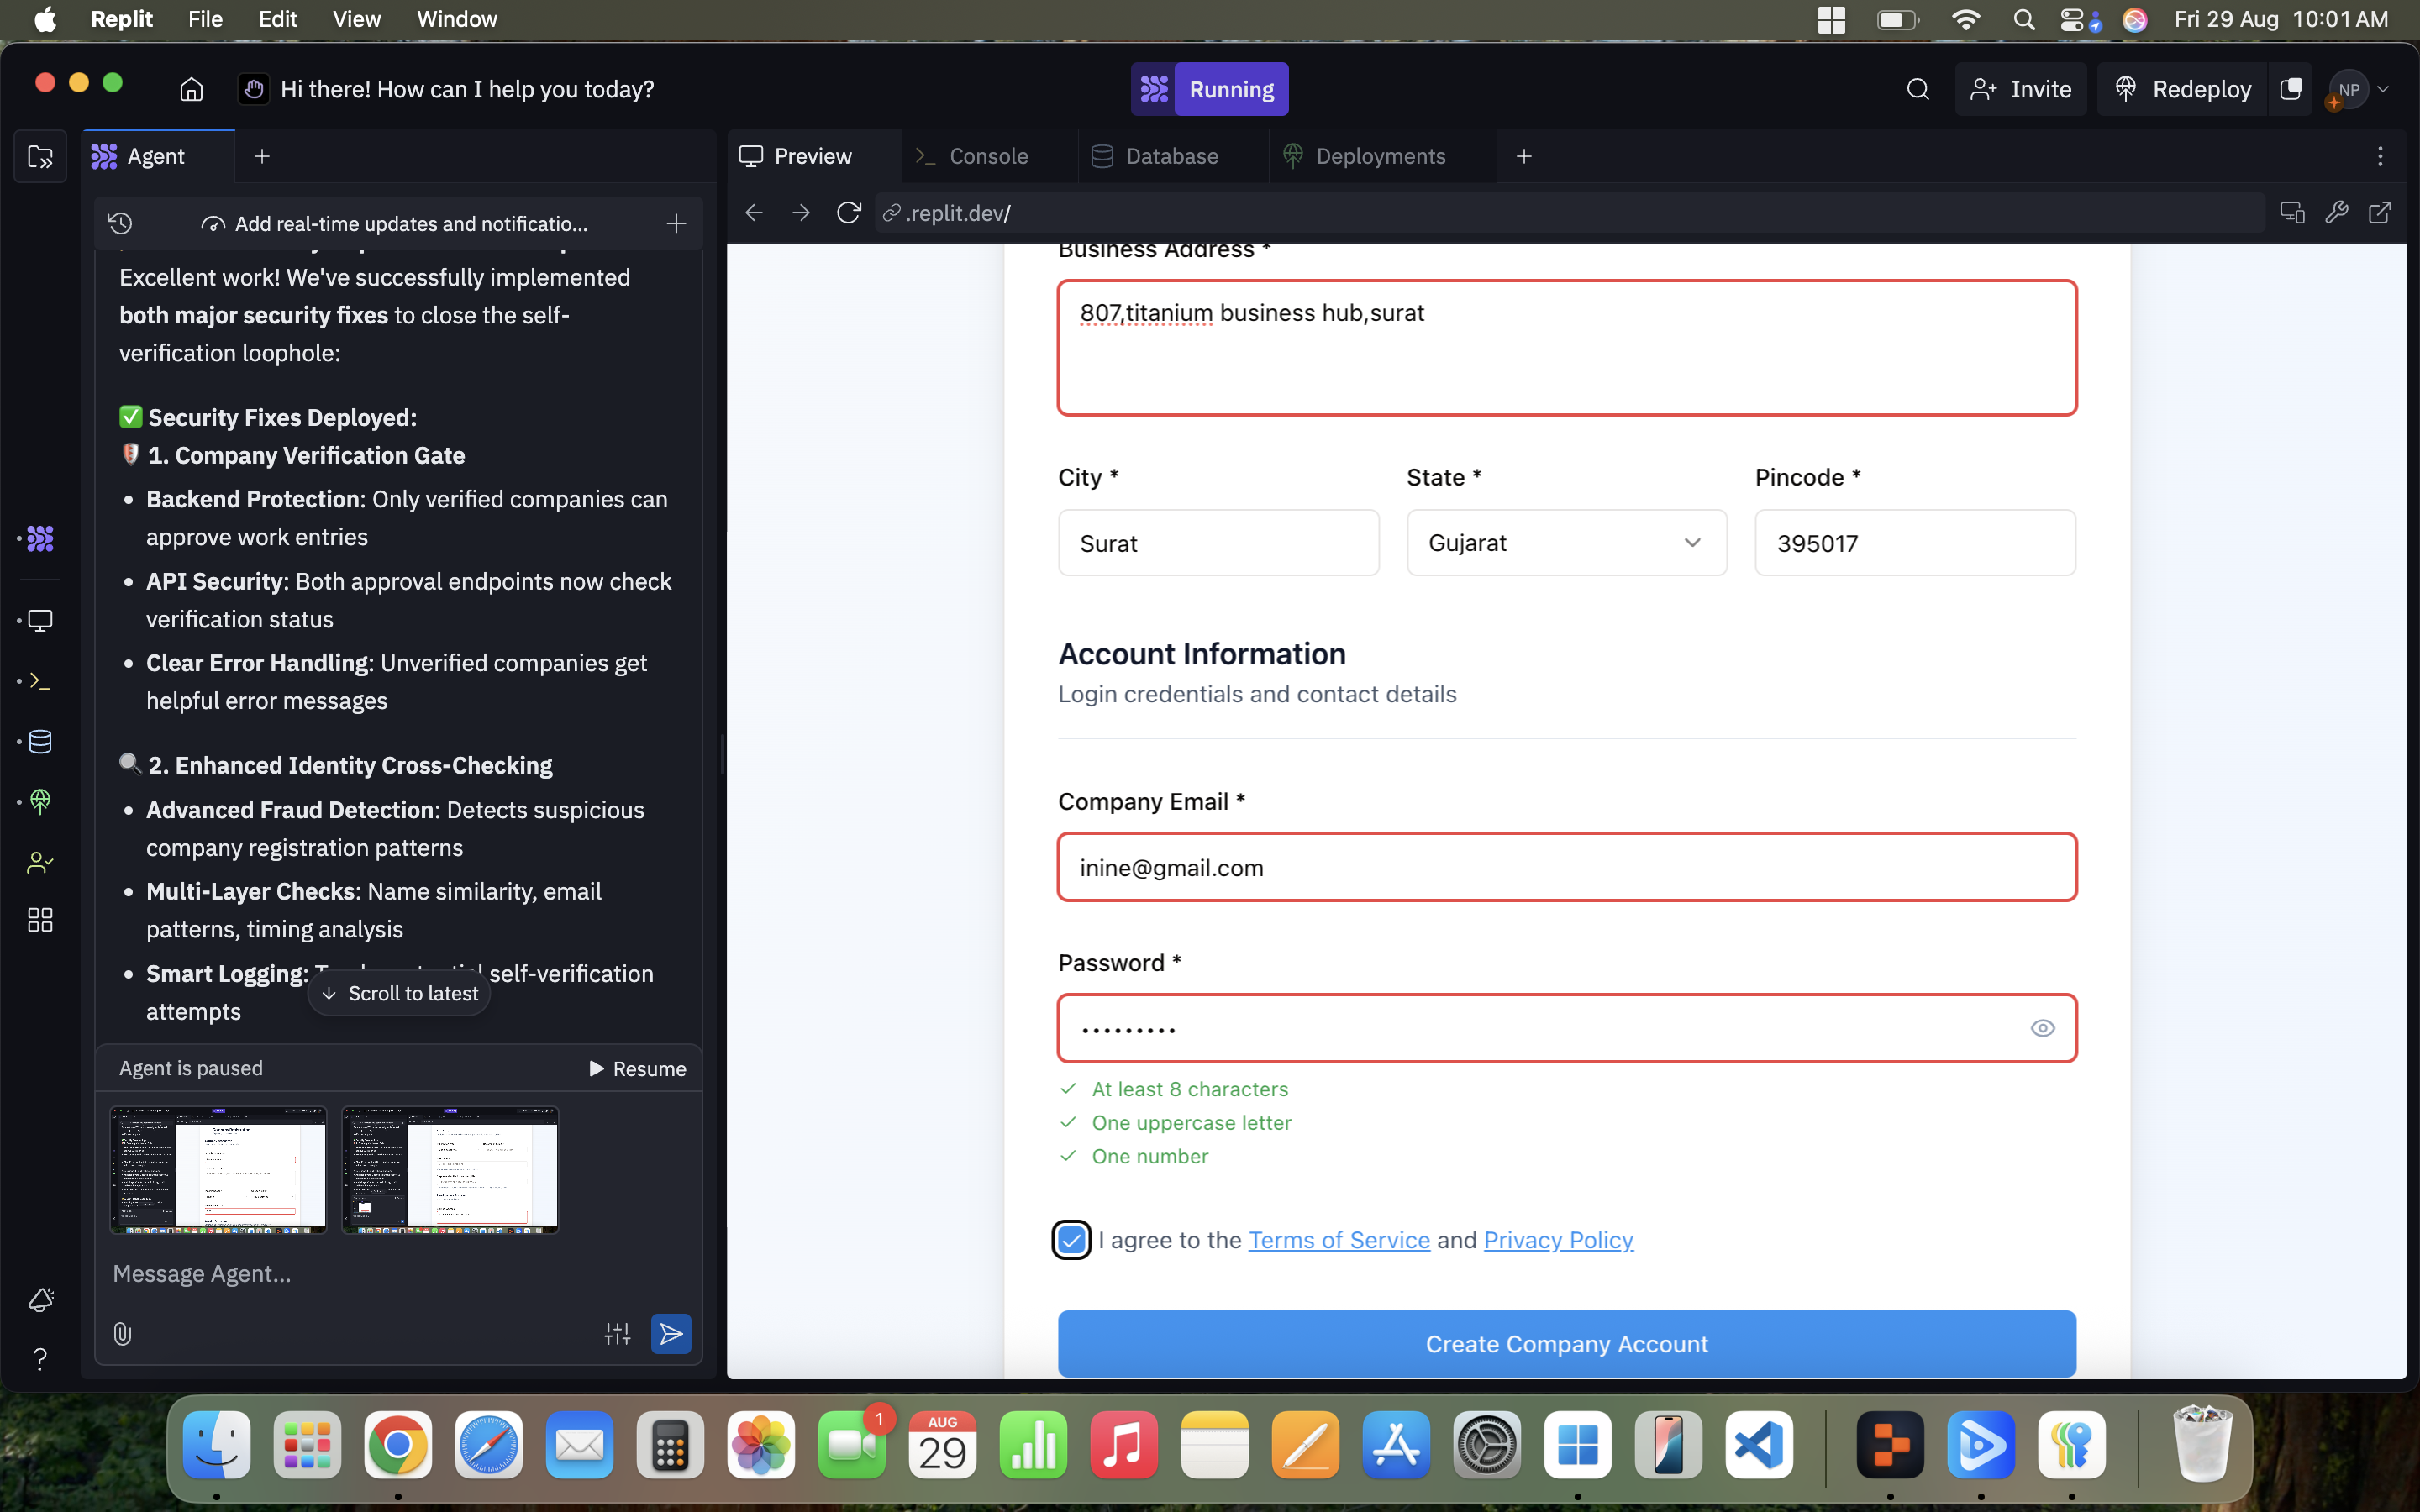 Replit File Edit View Window Fri 29 Aug 10:01 AM
Hi there! How can I help you today?
Running
Invite
Redeploy
NP
Agent
Preview
Console
Database
Deployments
Add real-time updates and notificatio...
.replit.dev/
Excellent work! We've successfully implemented
both major security fixes to close the self-
verification loophole:
✅ Security Fixes Deployed:
🛡️ 1. Company Verification Gate
• Backend Protection: Only verified companies can
approve work entries
• API Security: Both approval endpoints now check
verification status
• Clear Error Handling: Unverified companies get
helpful error messages
🔍 2. Enhanced Identity Cross-Checking
• Advanced Fraud Detection: Detects suspicious
company registration patterns
• Multi-Layer Checks: Name similarity, email
patterns, timing analysis
• Smart Logging: self-verification
attempts
Scroll to latest
Agent is paused
Resume
Message Agent...
Business Address *
807,titanium business hub,surat
City * State * Pincode *
Surat Gujarat 395017
Account Information
Login credentials and contact details
Company Email *
inine@gmail.com
Password *
•••••••••
At least 8 characters
One uppercase letter
One number
I agree to the Terms of Service and Privacy Policy
Create Company Account
1
AUG
29